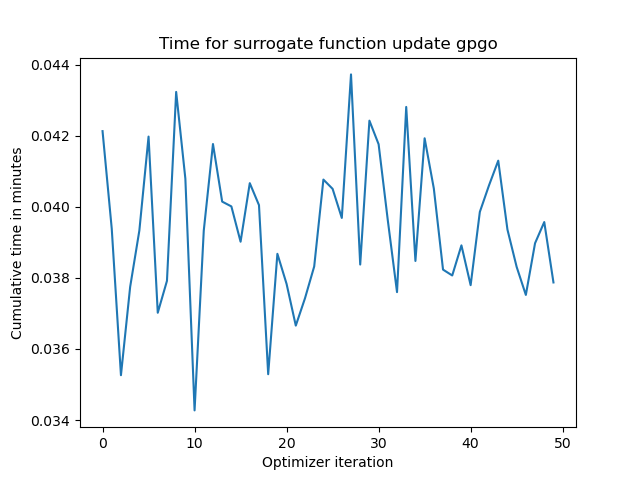 Time for surrogate function update gpgo
Cumulative time in minutes
0.044
0.042
0.040
0.038
0.036
0.034
0 10 20 30 40 50
Optimizer iteration